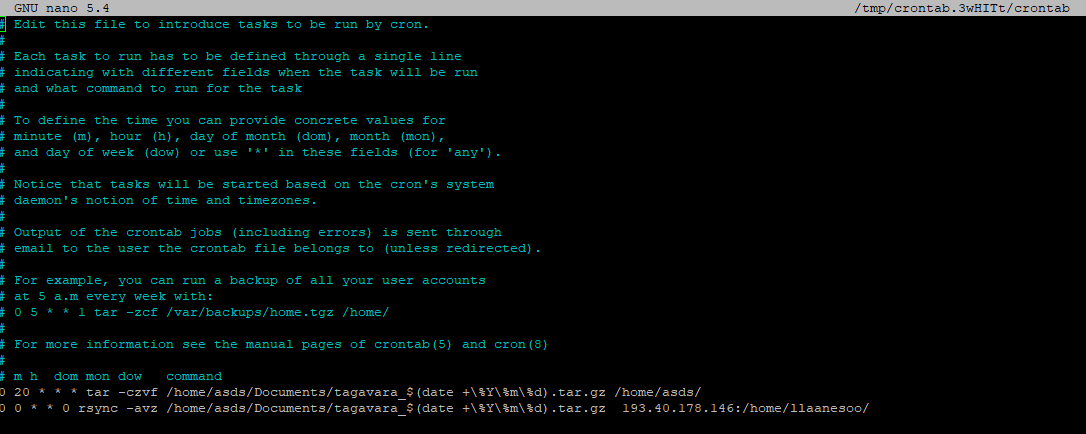 GNU nano 5.4 /tmp/crontab.3wHITt/crontab
# Edit this file to introduce tasks to be run by cron.
#
# Each task to run has to be defined through a single line
# indicating with different fields when the task will be run
# and what command to run for the task
#
# To define the time you can provide concrete values for
# minute (m), hour (h), day of month (dom), month (mon),
# and day of week (dow) or use '*' in these fields (for 'any').
#
# Notice that tasks will be started based on the cron's system
# daemon's notion of time and timezones.
#
# Output of the crontab jobs (including errors) is sent through
# email to the user the crontab file belongs to (unless redirected).
#
# For example, you can run a backup of all your user accounts
# at 5 a.m every week with:
# 0 5 * * 1 tar -zcf /var/backups/home.tgz /home/
#
# For more information see the manual pages of crontab(5) and cron(8)
#
# m h  dom mon dow   command
0 20 * * * tar -czvf /home/asds/Documents/tagavara_$(date +\%Y\%m\%d).tar.gz /home/asds/
0 0 * * 0 rsync -avz /home/asds/Documents/tagavara_$(date +\%Y\%m\%d).tar.gz  193.40.178.146:/home/llaanesoo/